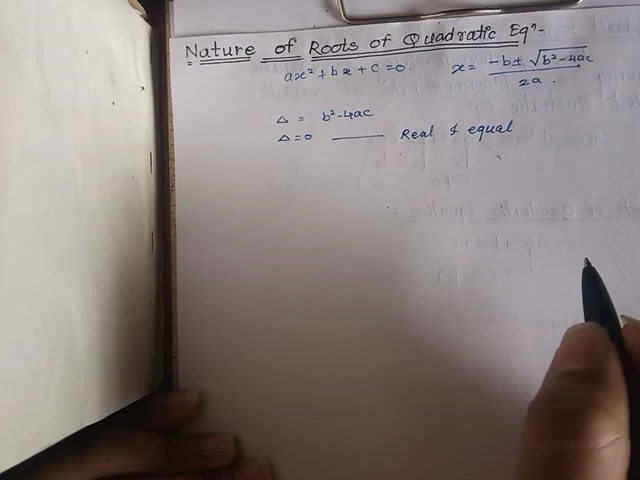 Nature of Roots of Quadratic Eqn-
ax² + bx + c = 0. x = -b ± √b²-4ac / 2a.
Δ = b²-4ac
Δ = 0 —— Real & equal